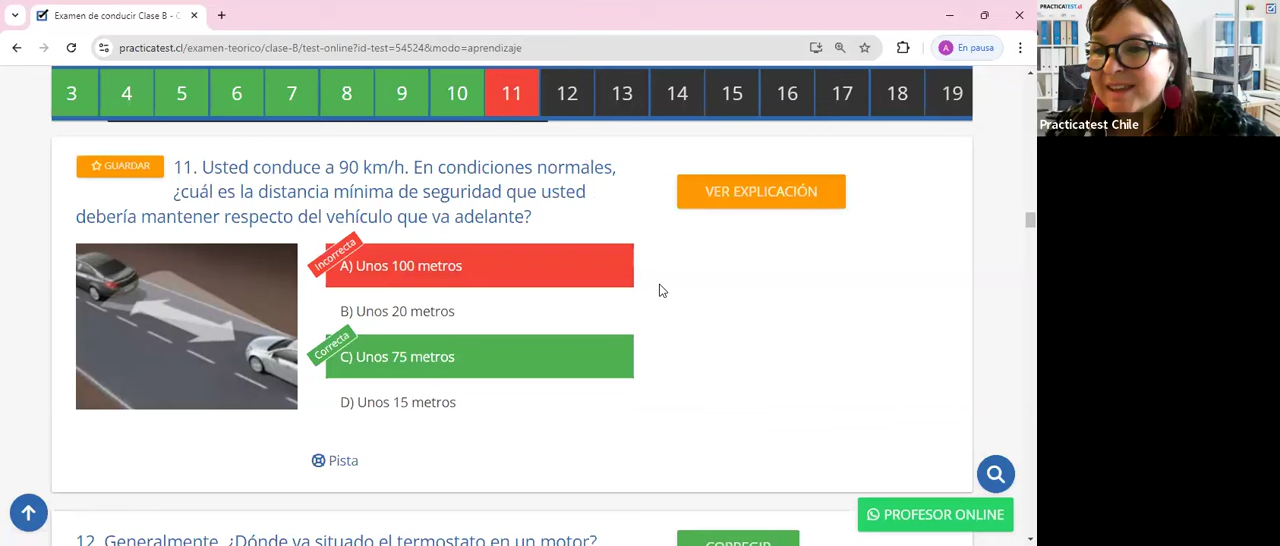 Examen de conducir Clase B - C
En pausa
practicatest.cl/examen-teorico/clase-B/test-online?id-test=54524&modo=aprendizaje
PRACTICATEST.cl
Practicatest Chile
3 4 5 6 7 8 9 10 11 12 13 14 15 16 17 18 19
GUARDAR
11. Usted conduce a 90 km/h. En condiciones normales,
¿cuál es la distancia mínima de seguridad que usted
debería mantener respecto del vehículo que va adelante?
VER EXPLICACIÓN
Incorrecta
A) Unos 100 metros
B) Unos 20 metros
Correcta
C) Unos 75 metros
D) Unos 15 metros
Pista
PROFESOR ONLINE
12. Generalmente, ¿Dónde va situado el termostato en un motor?
CORREGIR